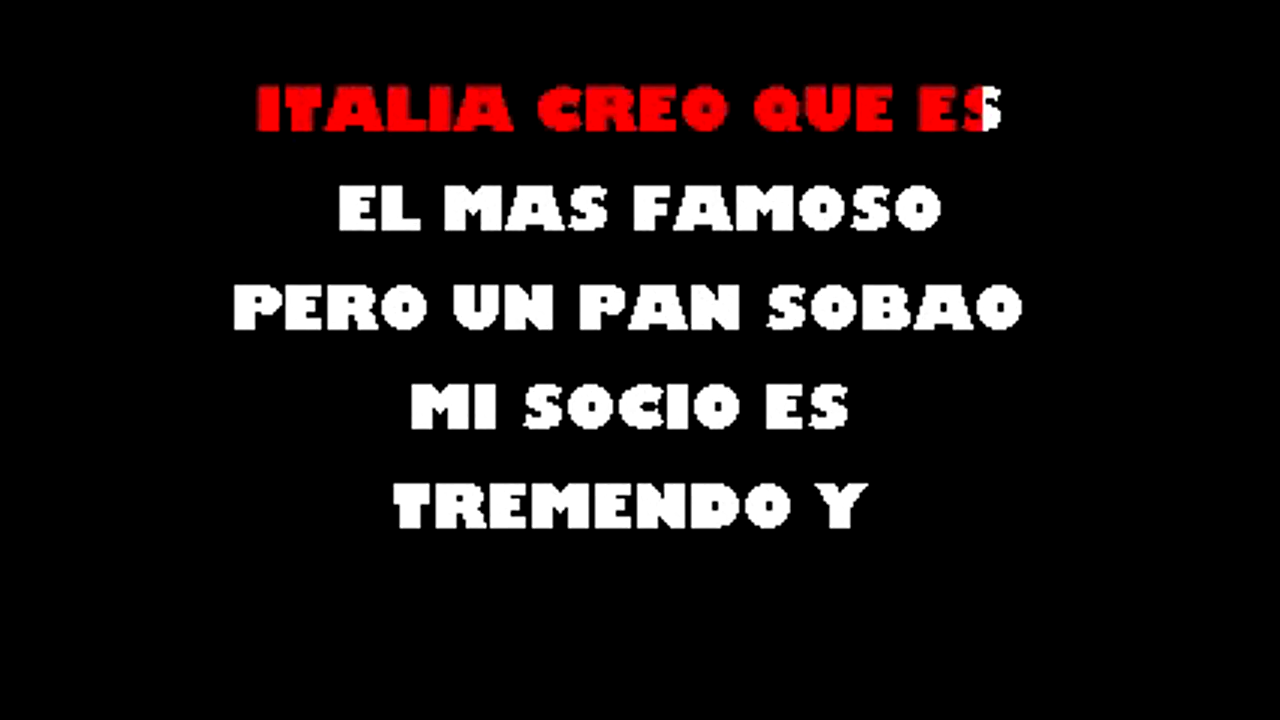 ITALIA CREO QUE ES
EL MAS FAMOSO
PERO UN PAN SOBAO
MI SOCIO ES
TREMENDO Y